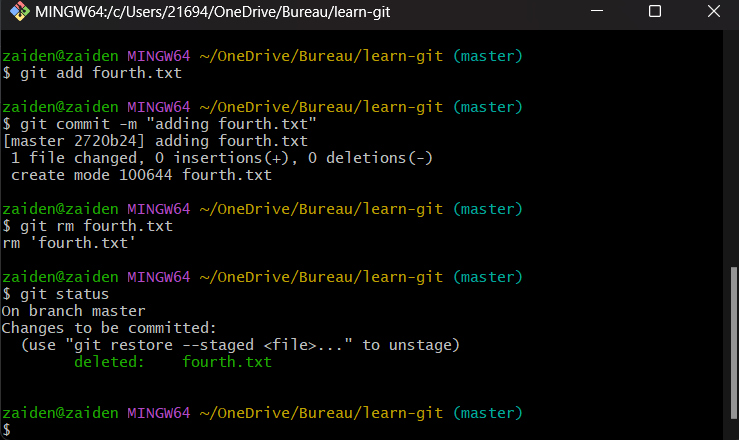 MINGW64:/c/Users/21694/OneDrive/Bureau/learn-git
zaiden@zaiden MINGW64 ~/OneDrive/Bureau/learn-git (master)
$ git add fourth.txt
zaiden@zaiden MINGW64 ~/OneDrive/Bureau/learn-git (master)
$ git commit -m "adding fourth.txt"
[master 2720b24] adding fourth.txt
 1 file changed, 0 insertions(+), 0 deletions(-)
 create mode 100644 fourth.txt
zaiden@zaiden MINGW64 ~/OneDrive/Bureau/learn-git (master)
$ git rm fourth.txt
rm 'fourth.txt'
zaiden@zaiden MINGW64 ~/OneDrive/Bureau/learn-git (master)
$ git status
On branch master
Changes to be committed:
  (use "git restore --staged <file>..." to unstage)
        deleted:    fourth.txt
zaiden@zaiden MINGW64 ~/OneDrive/Bureau/learn-git (master)
$